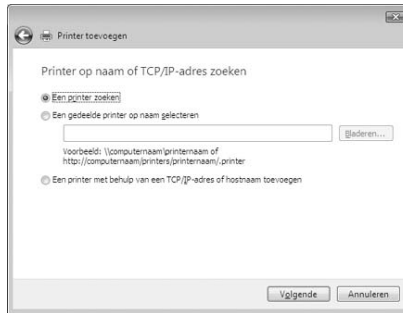 Printer toevoegen
Printer op naam of TCP/IP-adres zoeken
Een printer zoeken
Een gedeelde printer op naam selecteren
Bladeren...
Voorbeeld: \\computernaam\printernaam of
http://computernaam/printers/printernaam/.printer
Een printer met behulp van een TCP/IP-adres of hostnaam toevoegen
Volgende
Annuleren